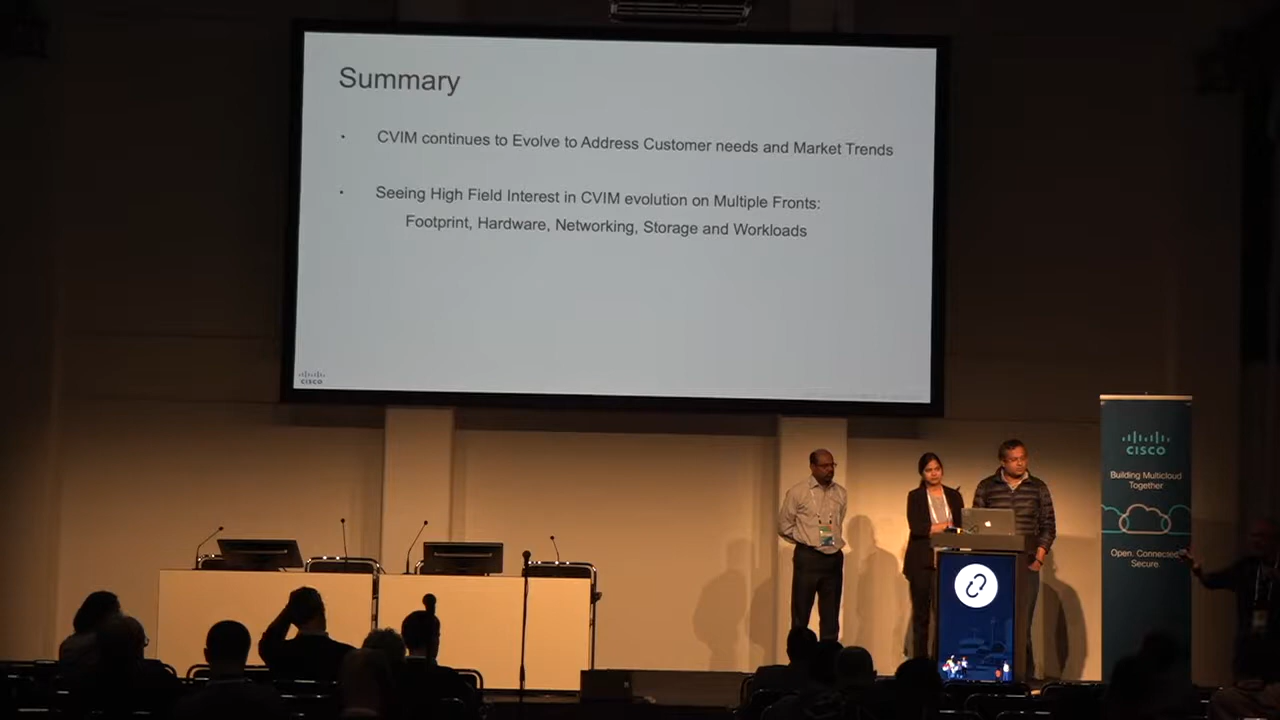 Summary
· CVIM continues to Evolve to Address Customer needs and Market Trends
· Seeing High Field Interest in CVIM evolution on Multiple Fronts:
Footprint, Hardware, Networking, Storage and Workloads
CISCO
CISCO
Building Multicloud
Together
Open. Connected
Secure.